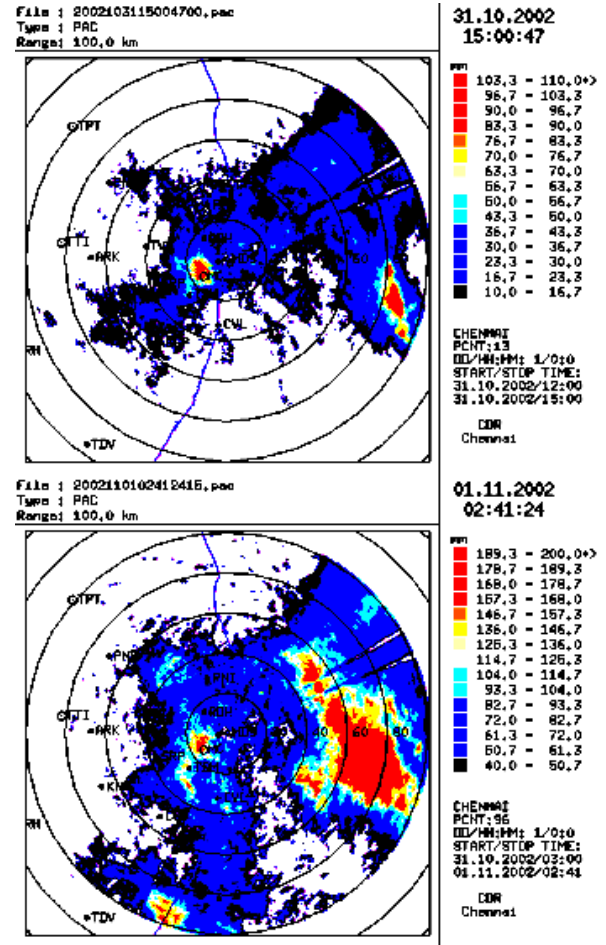 File : 2002103115004700.pac
Type : PAC
Range: 100.0 km
31.10.2002
15:00:47
mm
103.3 - 110.0+>
96.7 - 103.3
90.0 - 96.7
83.3 - 90.0
76.7 - 83.3
70.0 - 76.7
63.3 - 70.0
56.7 - 63.3
50.0 - 56.7
43.3 - 50.0
36.7 - 43.3
30.0 - 36.7
23.3 - 30.0
16.7 - 23.3
10.0 - 16.7
CHENNAI
PCNT:13
DD/HH:MM: 1/0:0
START/STOP TIME:
31.10.2002/12:00
31.10.2002/15:00
CDR
Chennai
TPT
TTI
ARK
RH
TDV
File : 2002110102412415.pac
Type : PAC
Range: 100.0 km
01.11.2002
02:41:24
mm
189.3 - 200.0+>
178.7 - 189.3
168.0 - 178.7
157.3 - 168.0
146.7 - 157.3
136.0 - 146.7
125.3 - 136.0
114.7 - 125.3
104.0 - 114.7
93.3 - 104.0
82.7 - 93.3
72.0 - 82.7
61.3 - 72.0
50.7 - 61.3
40.0 - 50.7
CHENNAI
PCNT:96
DD/HH:MM: 1/0:0
START/STOP TIME:
31.10.2002/03:00
01.11.2002/02:41
CDR
Chennai
TPT
PNI
TTI
ARK
40 60 80
RH
TDV